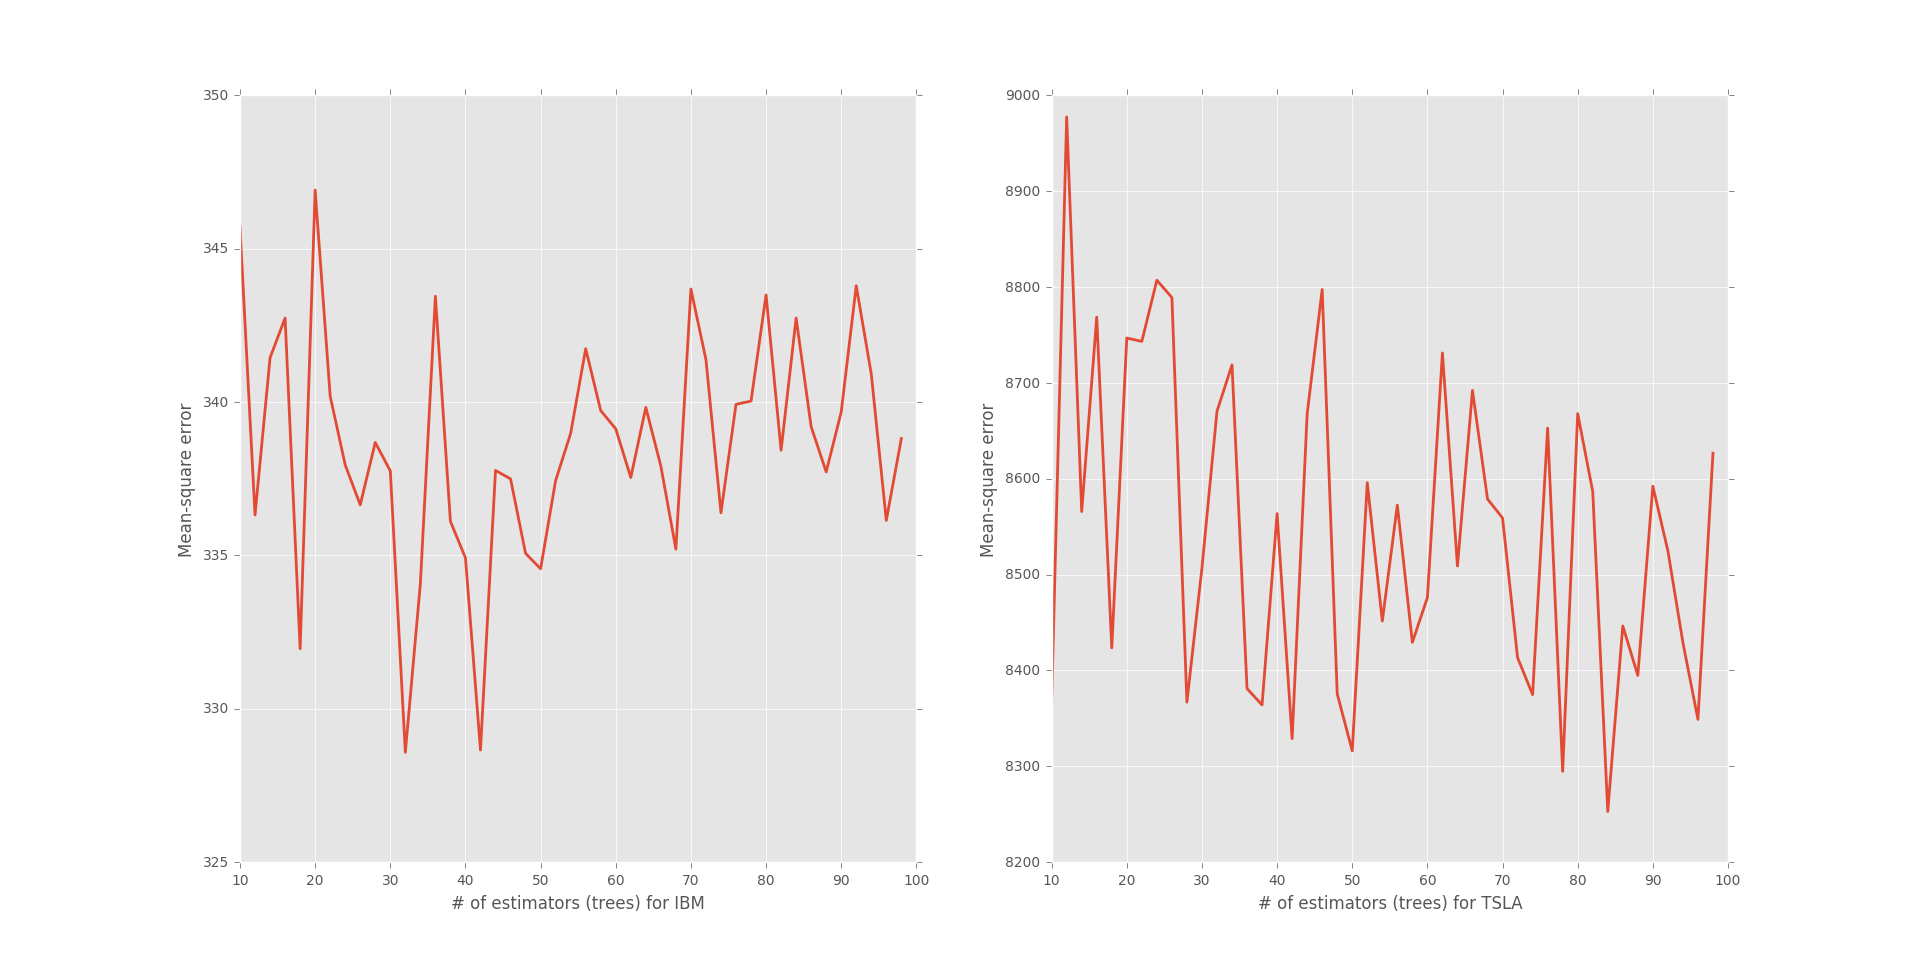 350
345
340
335
330
325
Mean-square error
10 20 30 40 50 60 70 80 90 100
# of estimators (trees) for IBM
9000
8900
8800
8700
8600
8500
8400
8300
8200
Mean-square error
10 20 30 40 50 60 70 80 90 100
# of estimators (trees) for TSLA